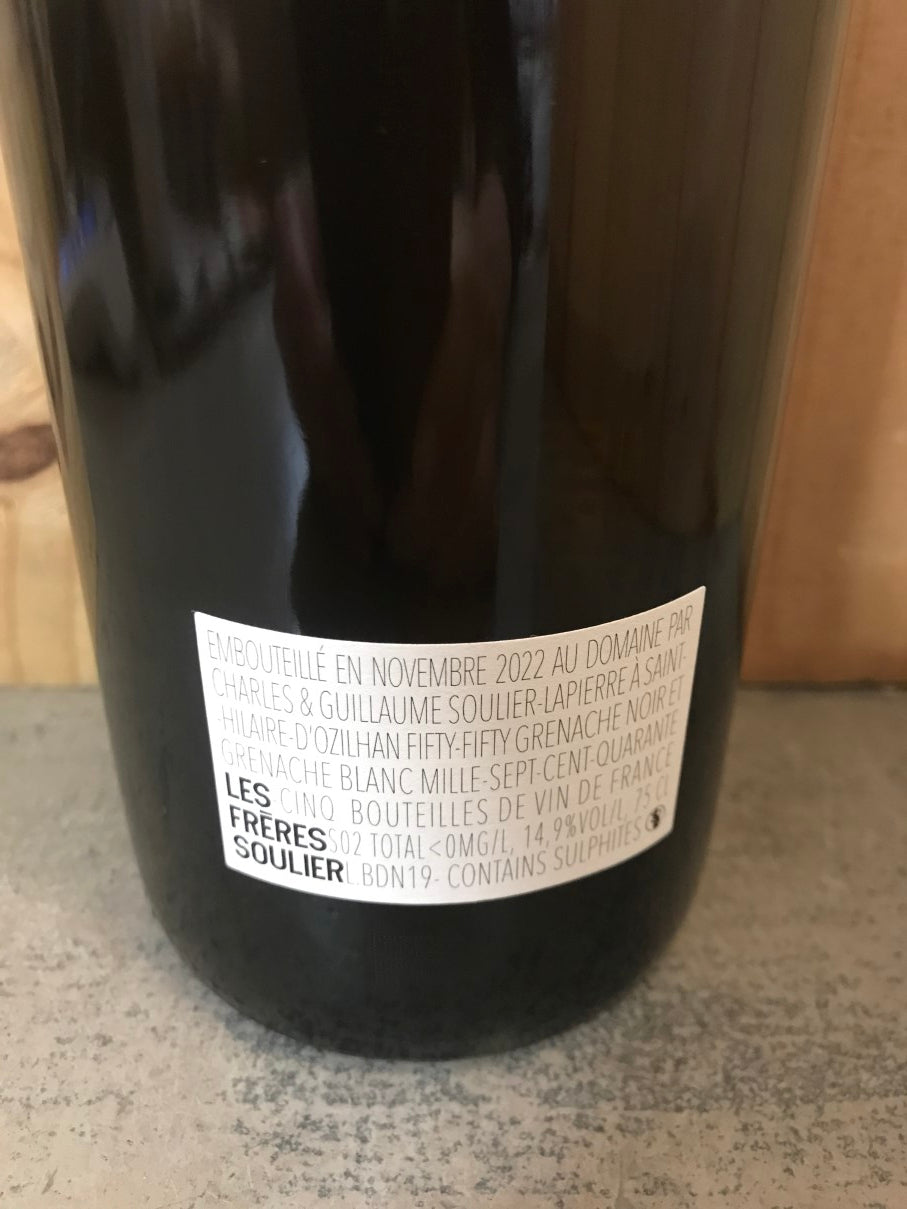 EMBOUTEILLÉ EN NOVEMBRE 2022 AU DOMAINE PAR
CHARLES & GUILLAUME SOULIER-LAPIERRE À SAINT-
-HILAIRE-D'OZILHAN FIFTY-FIFTY GRENACHE NOIR ET
GRENACHE BLANC MILLE-SEPT-CENT-QUARANTE
LES -CINQ BOUTEILLES DE VIN DE FRANCE
FRĒRES SO2 TOTAL<0MG/L, 14,9%VOL/L, 75 CL
SOULIER L.BDN19- CONTAINS SULPHITES